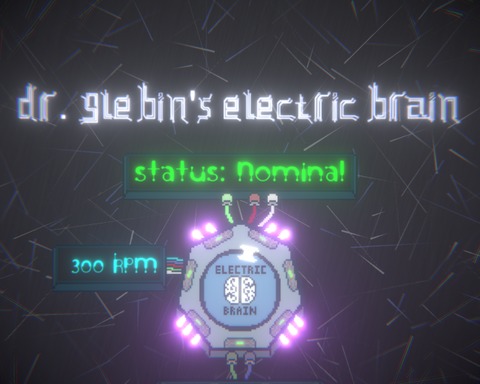 dr. glebin's electric brain
status: Nominal
300 RPM
ELECTRIC
BRAIN